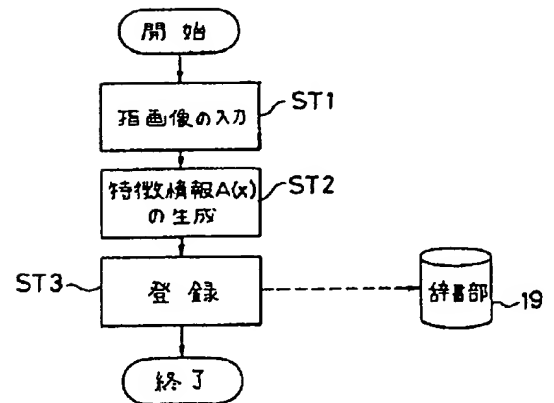 開始
指画像の入力
ST1
特徴情報A(x)
の生成
ST2
ST3
登録
辞書部
19
終了